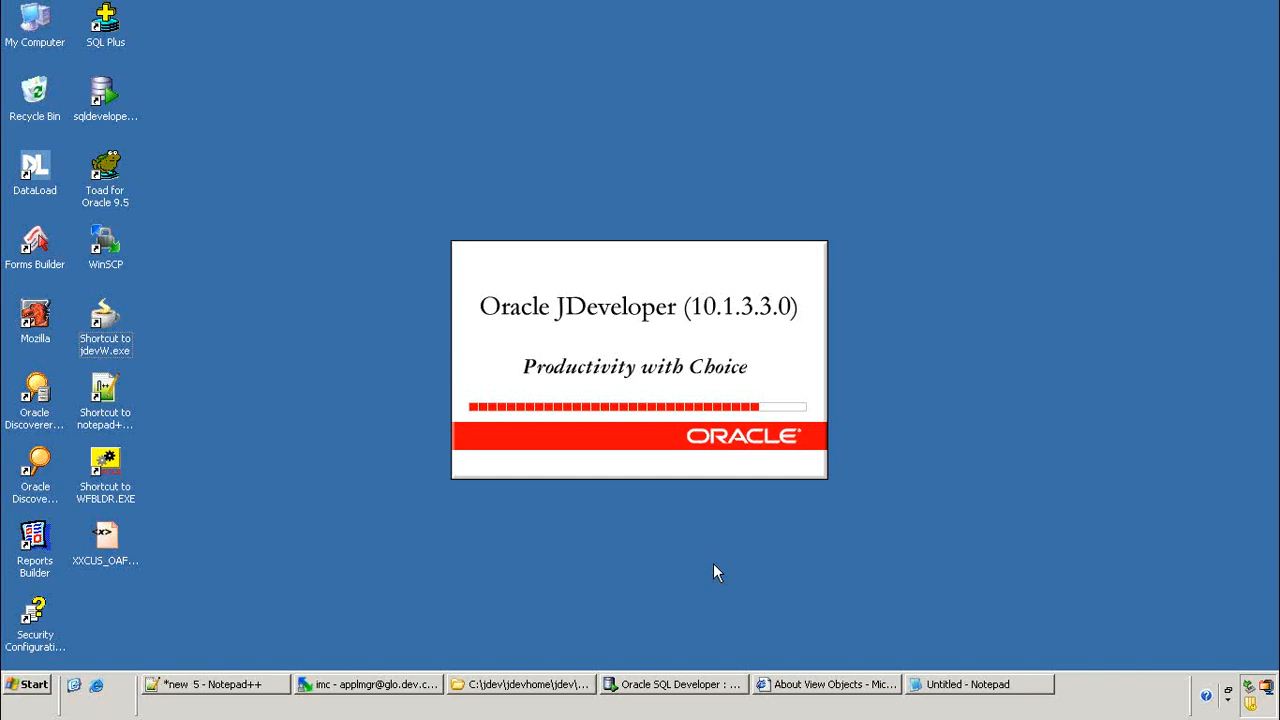 My Computer
SQL Plus
Recycle Bin
sqldevelope...
DataLoad
Toad for
Oracle 9.5
Forms Builder
WinSCP
Mozilla
Shortcut to
jdevW.exe
Oracle
Discoverer...
Shortcut to
notepad+...
Oracle
Discove...
Shortcut to
WFBLDR.EXE
Reports
Builder
XXCUS_OAF...
Security
Configurati...
Oracle JDeveloper (10.1.3.3.0)
Productivity with Choice
ORACLE
Start
*new 5 - Notepad++
imc - applmgr@glo.dev.c...
C:\jdev\jdevhome\jdev\...
Oracle SQL Developer : ...
About View Objects - Mic...
Untitled - Notepad